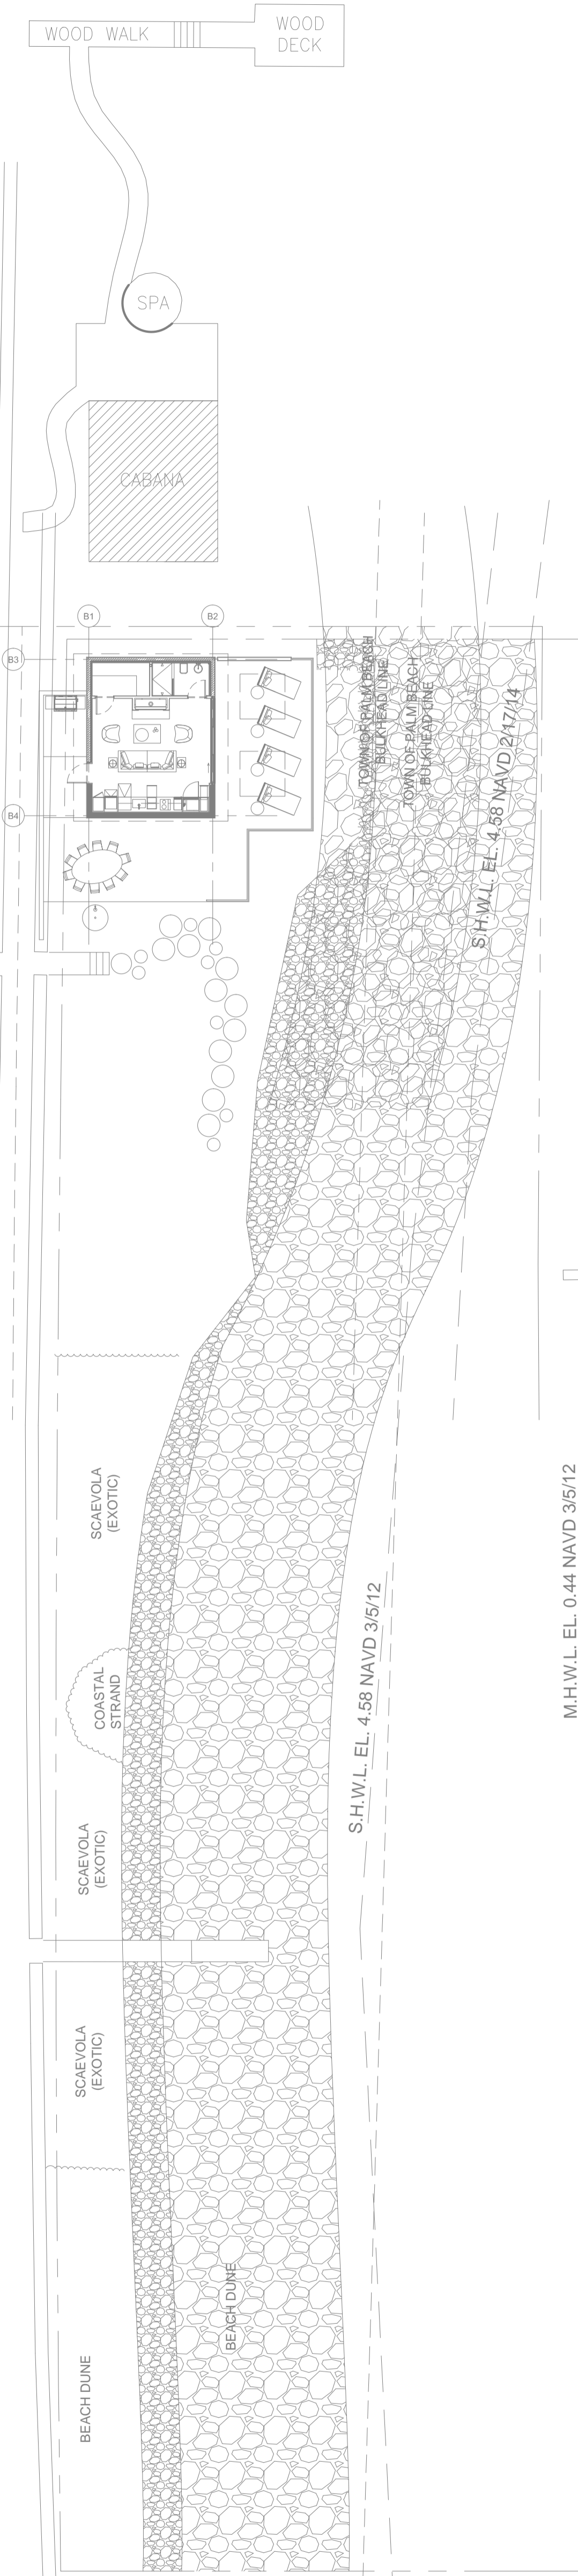 WOOD WALK
WOOD
DECK
SPA
CABANA
B1
B2
B3
B4
TOWN OF PALM BEACH
BULKHEAD LINE
TOWN OF PALM BEACH
BULKHEAD LINE
S.H.W.L. EL. 4.58 NAVD 2/17/14
SCAEVOLA
(EXOTIC)
M.H.W.L. EL. 0.44 NAVD 3/5/12
S.H.W.L. EL. 4.58 NAVD 3/5/12
COASTAL
STRAND
SCAEVOLA
(EXOTIC)
SCAEVOLA
(EXOTIC)
BEACH DUNE
BEACH DUNE